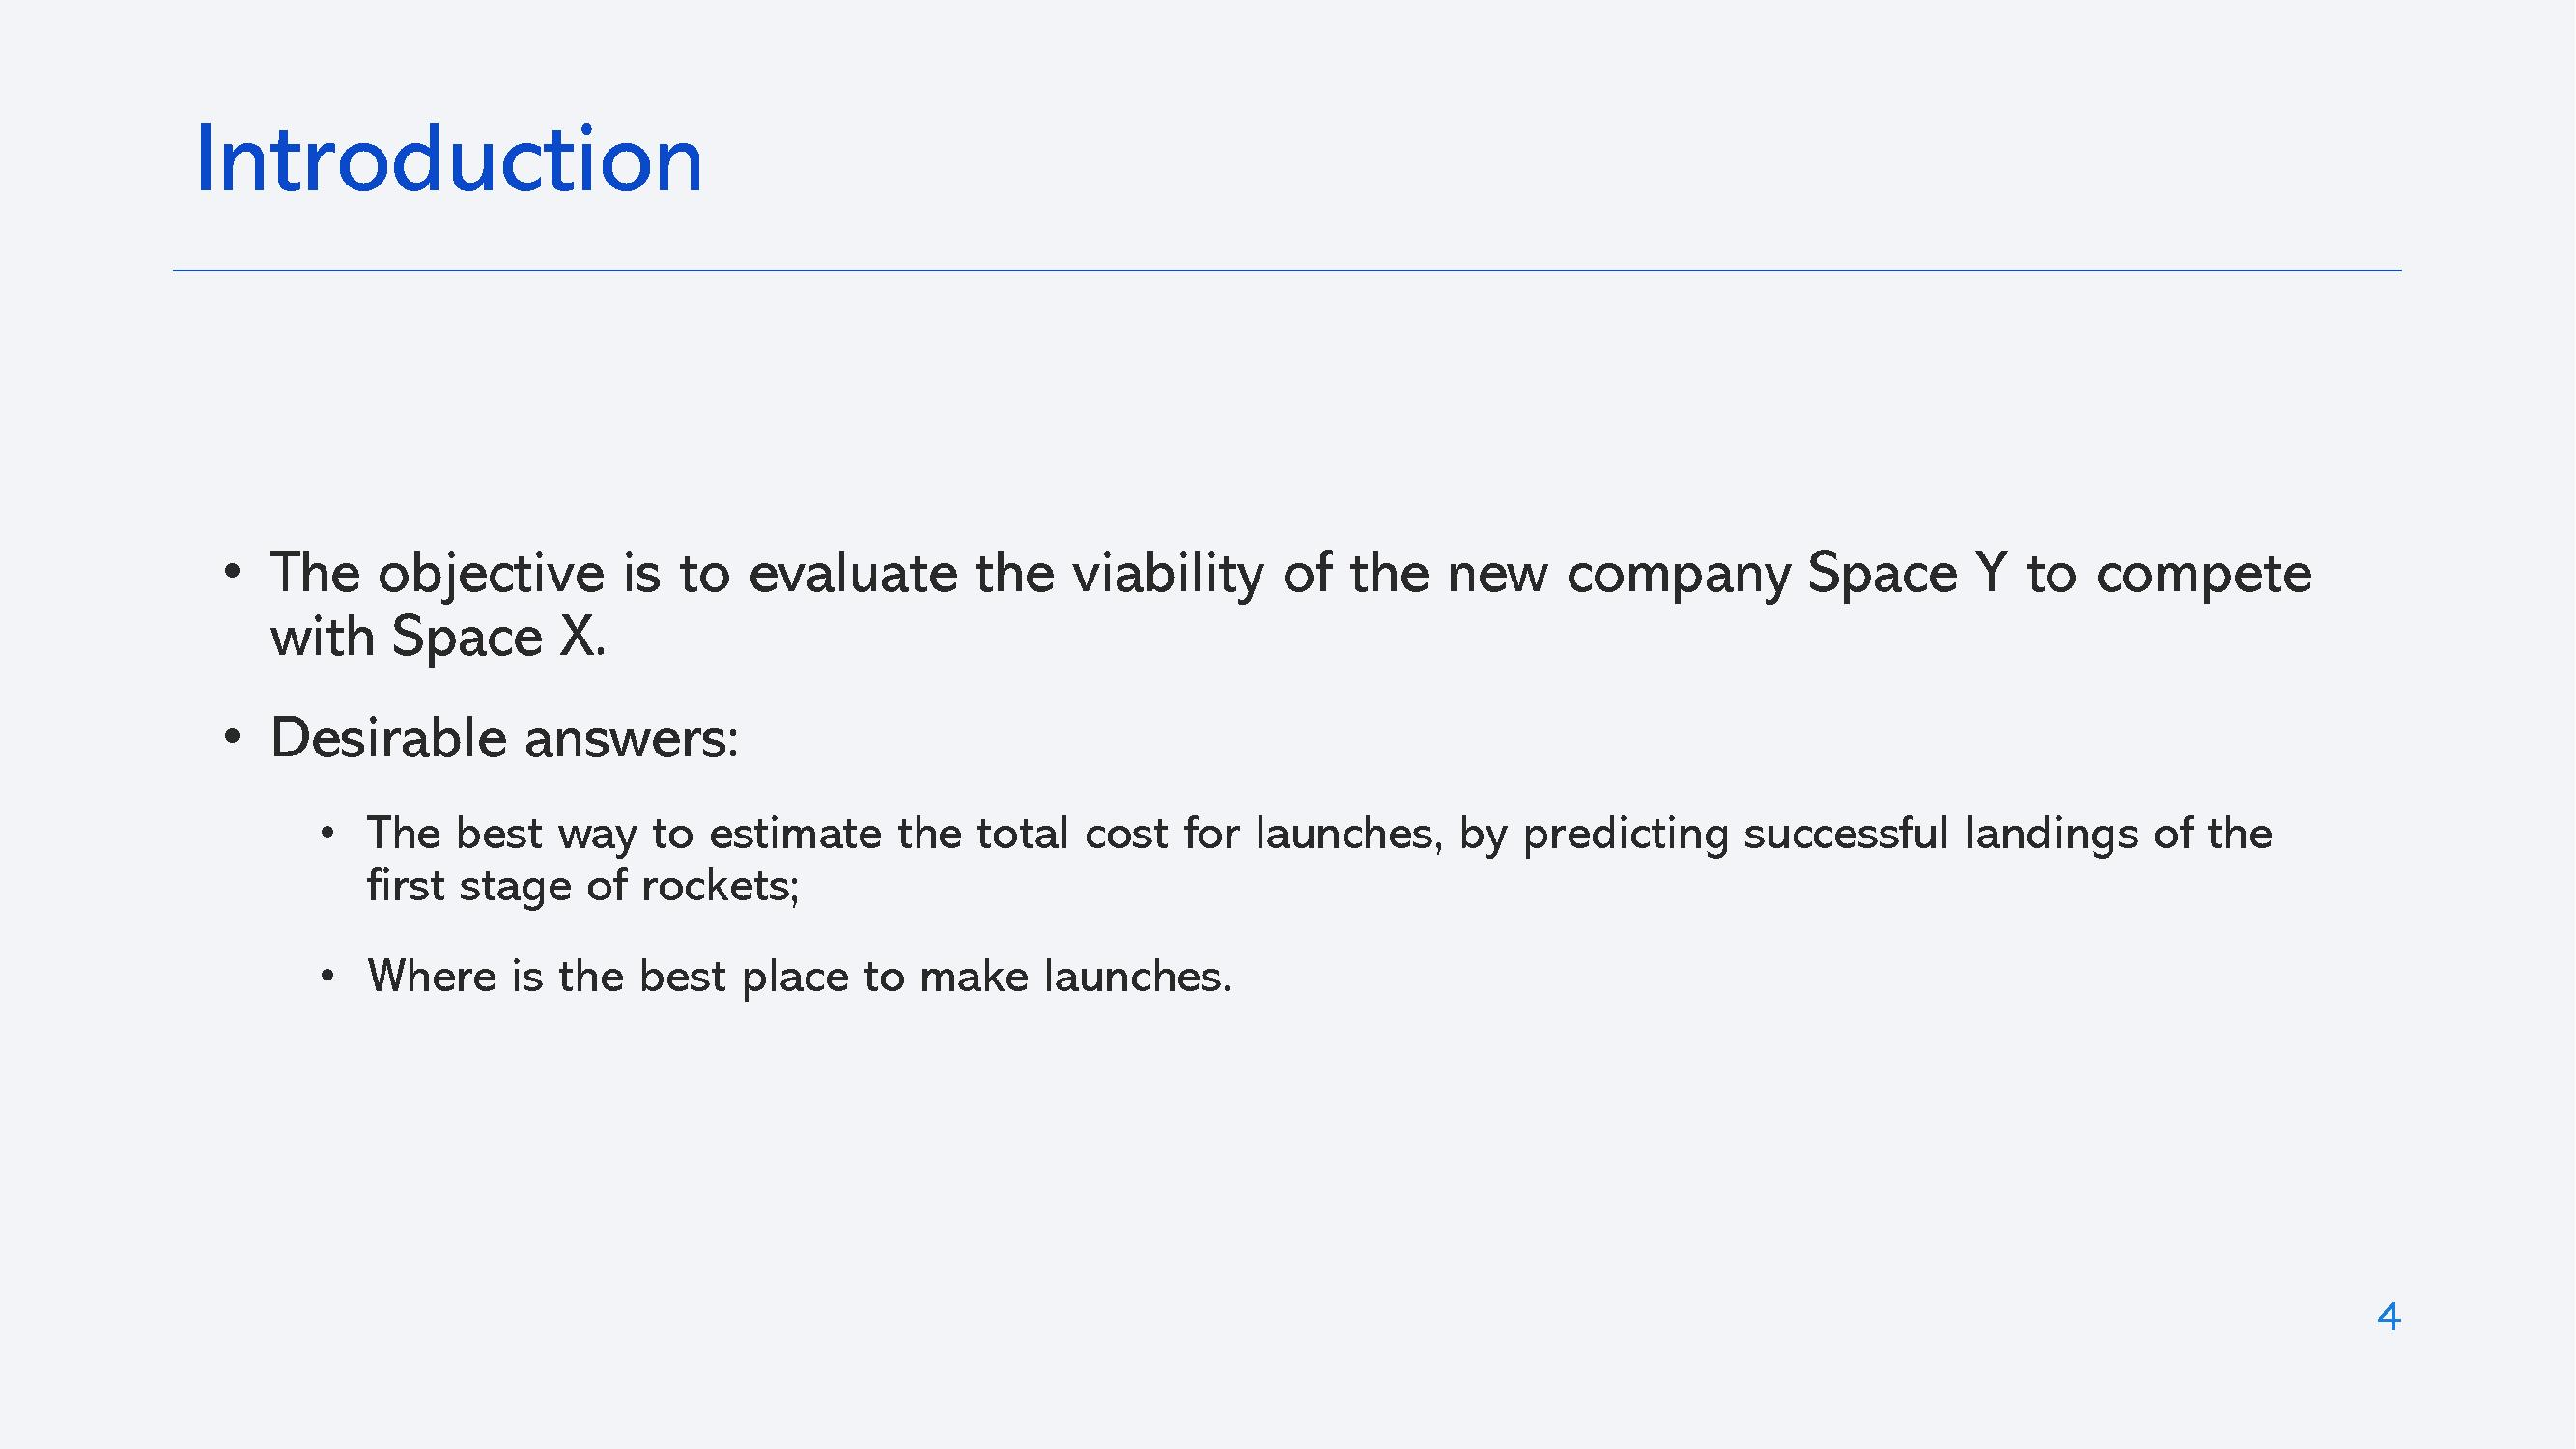 Introduction
• The objective is to evaluate the viability of the new company Space Y to compete
with Space X.
• Desirable answers:
• The best way to estimate the total cost for launches, by predicting successful landings of the
first stage of rockets;
• Where is the best place to make launches.
4